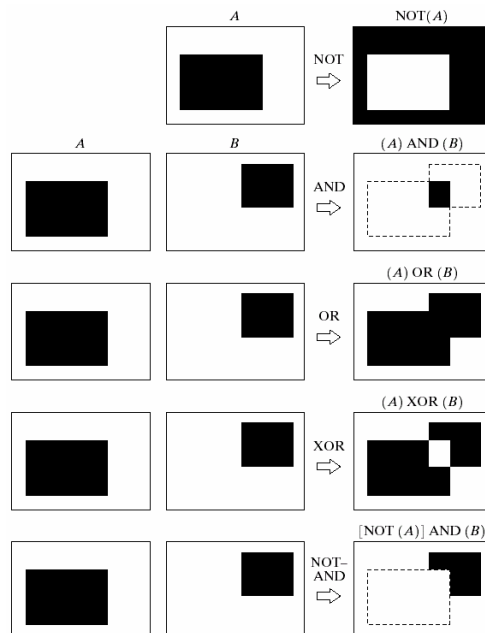 A
NOT(A)
NOT
A
B
(A) AND (B)
AND
(A) OR (B)
OR
(A) XOR (B)
XOR
[NOT (A)] AND (B)
NOT–
AND